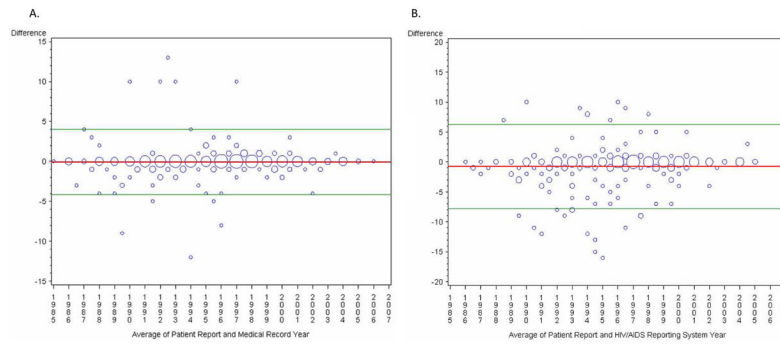 A.
Difference
15
10
5
0
-5
-10
-15
1985 1986 1987 1988 1989 1990 1991 1992 1993 1994 1995 1996 1997 1998 1999 2000 2001 2002 2003 2004 2005 2006 2007
Average of Patient Report and Medical Record Year
B.
Difference
20
15
10
5
0
-5
-10
-15
-20
1985 1986 1987 1988 1989 1990 1991 1992 1993 1994 1995 1996 1997 1998 1999 2000 2001 2002 2003 2004 2005 2006
Average of Patient Report and HIV/AIDS Reporting System Year